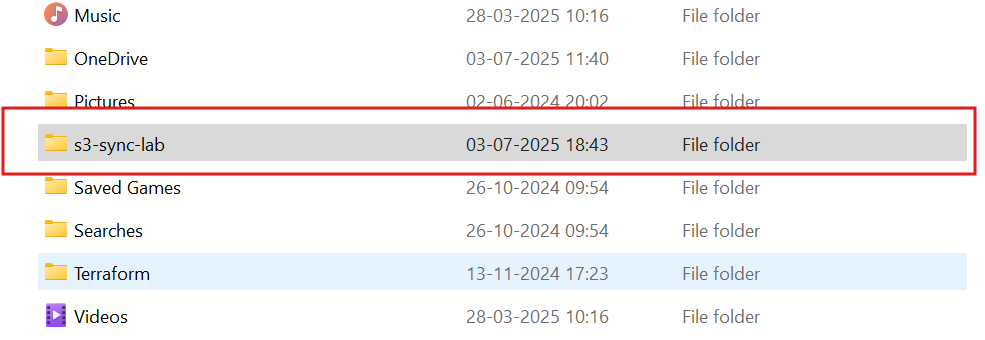 Music 28-03-2025 10:16 File folder
OneDrive 03-07-2025 11:40 File folder
Pictures 02-06-2024 20:02 File folder
s3-sync-lab 03-07-2025 18:43 File folder
Saved Games 26-10-2024 09:54 File folder
Searches 26-10-2024 09:54 File folder
Terraform 13-11-2024 17:23 File folder
Videos 28-03-2025 10:16 File folder